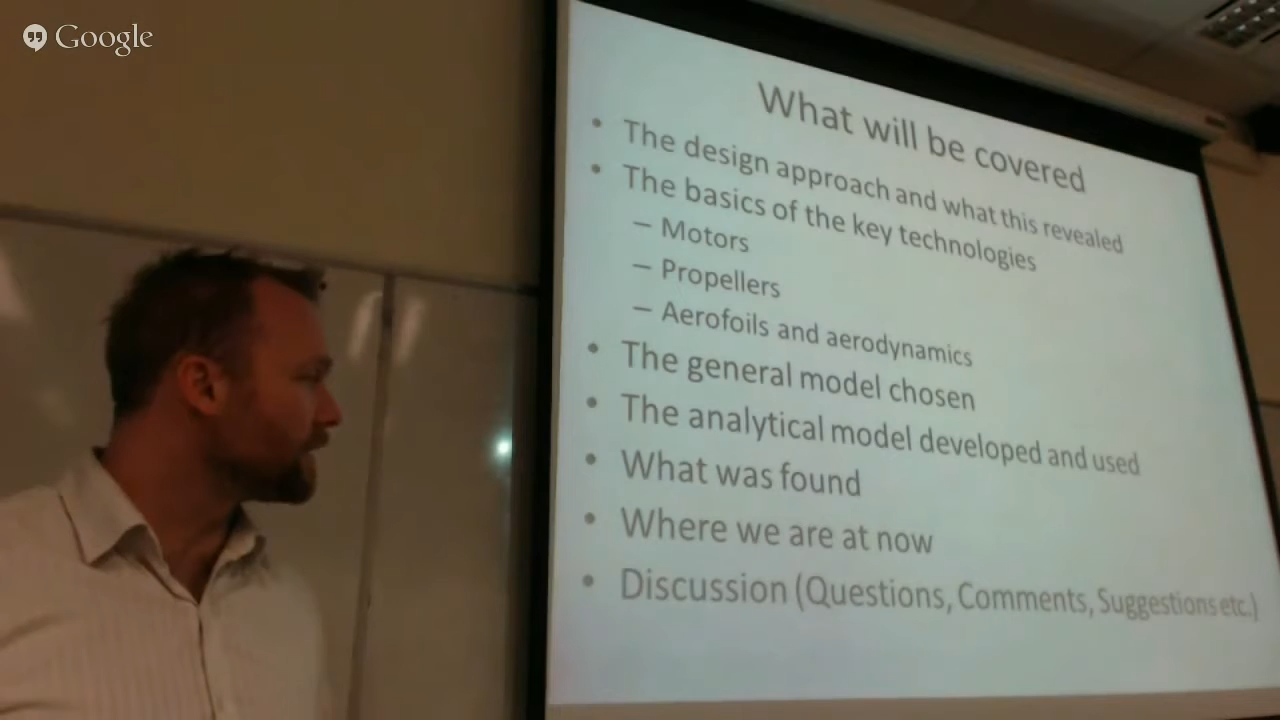 Google
What will be covered
• The design approach and what this revealed
• The basics of the key technologies
– Motors
– Propellers
– Aerofoils and aerodynamics
• The general model chosen
• The analytical model developed and used
• What was found
• Where we are at now
• Discussion (Questions, Comments, Suggestions etc.)